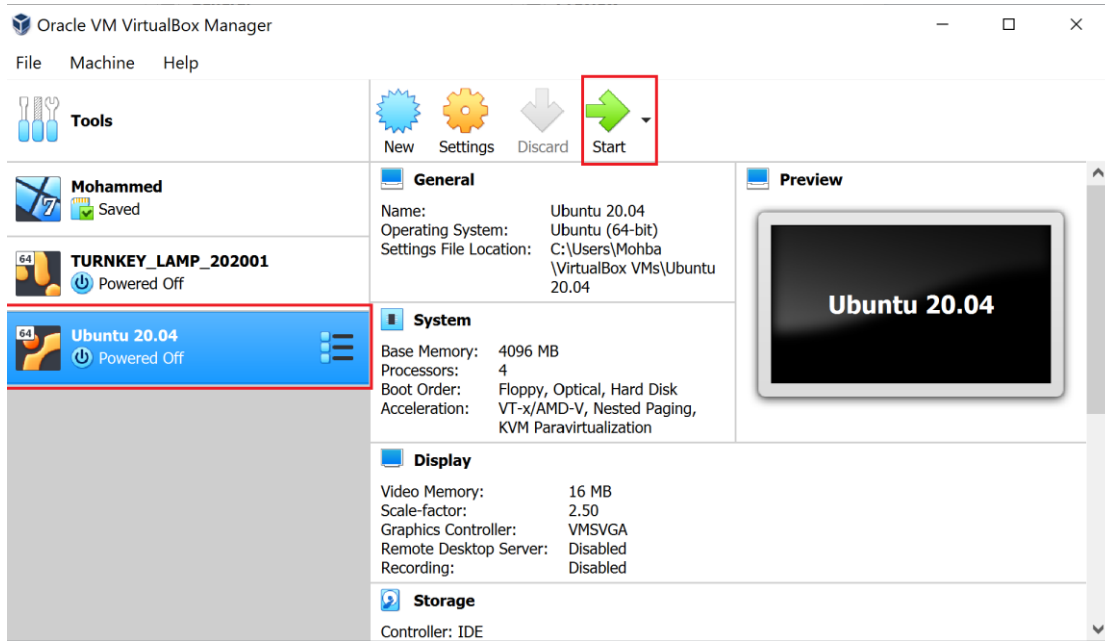 Oracle VM VirtualBox Manager
File Machine Help
Tools
New Settings Discard Start
Mohammed
Saved
64
TURNKEY_LAMP_202001
Powered Off
64
Ubuntu 20.04
Powered Off
General
Name: Ubuntu 20.04
Operating System: Ubuntu (64-bit)
Settings File Location: C:\Users\Mohba
\VirtualBox VMs\Ubuntu
20.04
System
Base Memory: 4096 MB
Processors: 4
Boot Order: Floppy, Optical, Hard Disk
Acceleration: VT-x/AMD-V, Nested Paging,
KVM Paravirtualization
Preview
Ubuntu 20.04
Display
Video Memory: 16 MB
Scale-factor: 2.50
Graphics Controller: VMSVGA
Remote Desktop Server: Disabled
Recording: Disabled
Storage
Controller: IDE